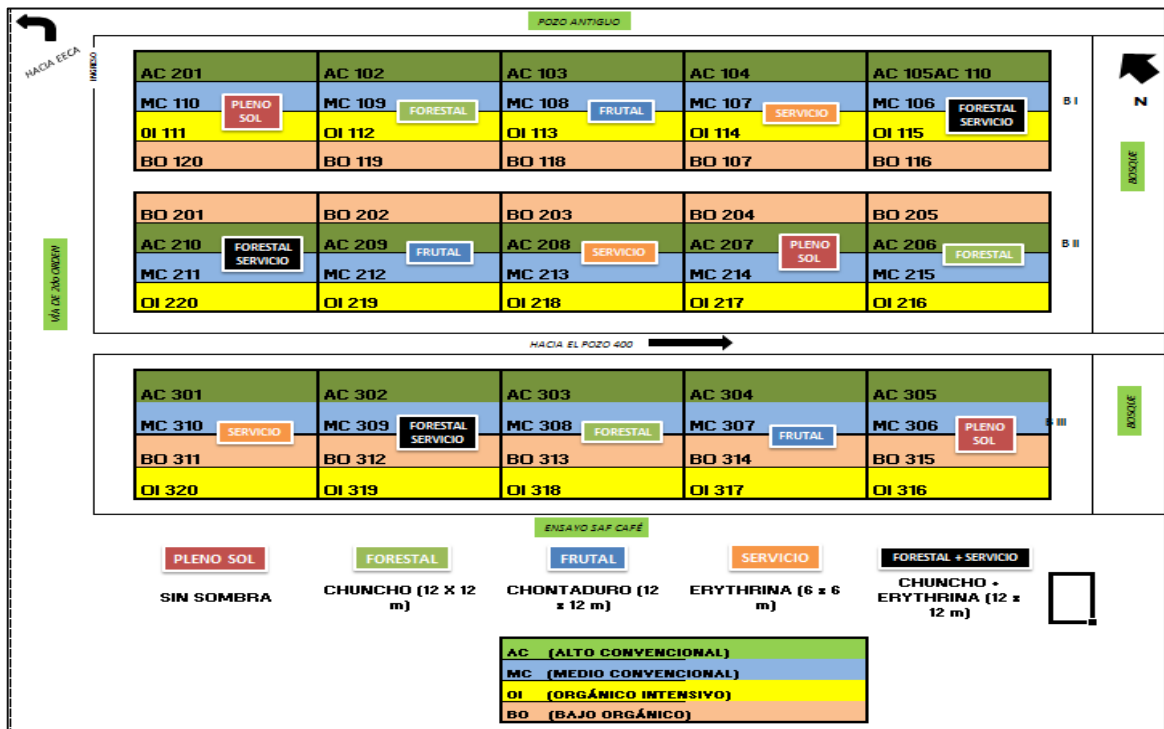 POZO ANTIGUO
HACIA EECA
INGRESO
AC 201 AC 102 AC 103 AC 104 AC 105AC 110
MC 110 MC 109 MC 108 MC 107 MC 106
PLENO SOL FORESTAL FRUTAL SERVICIO FORESTAL SERVICIO
OI 111 OI 112 OI 113 OI 114 OI 115
BO 120 BO 119 BO 118 BO 107 BO 116
B I
N
BOSQUE
BO 201 BO 202 BO 203 BO 204 BO 205
AC 210 AC 209 AC 208 AC 207 AC 206
FORESTAL SERVICIO FRUTAL SERVICIO PLENO SOL FORESTAL
MC 211 MC 212 MC 213 MC 214 MC 215
OI 220 OI 219 OI 218 OI 217 OI 216
B II
VÍA DE 2do ORDEN
HACIA EL POZO 400
AC 301 AC 302 AC 303 AC 304 AC 305
MC 310 MC 309 MC 308 MC 307 MC 306
SERVICIO FORESTAL SERVICIO FORESTAL FRUTAL PLENO SOL
BO 311 BO 312 BO 313 BO 314 BO 315
OI 320 OI 319 OI 318 OI 317 OI 316
B III
BOSQUE
ENSAYO SAF CAFÉ
PLENO SOL FORESTAL FRUTAL SERVICIO FORESTAL + SERVICIO
SIN SOMBRA
CHUNCHO (12 X 12
m)
CHONTADURO (12
x 12 m)
ERYTHRINA (6 x 6
m)
CHUNCHO +
ERYTHRINA (12 x
12 m)
AC (ALTO CONVENCIONAL)
MC (MEDIO CONVENCIONAL)
OI (ORGÁNICO INTENSIVO)
BO (BAJO ORGÁNICO)